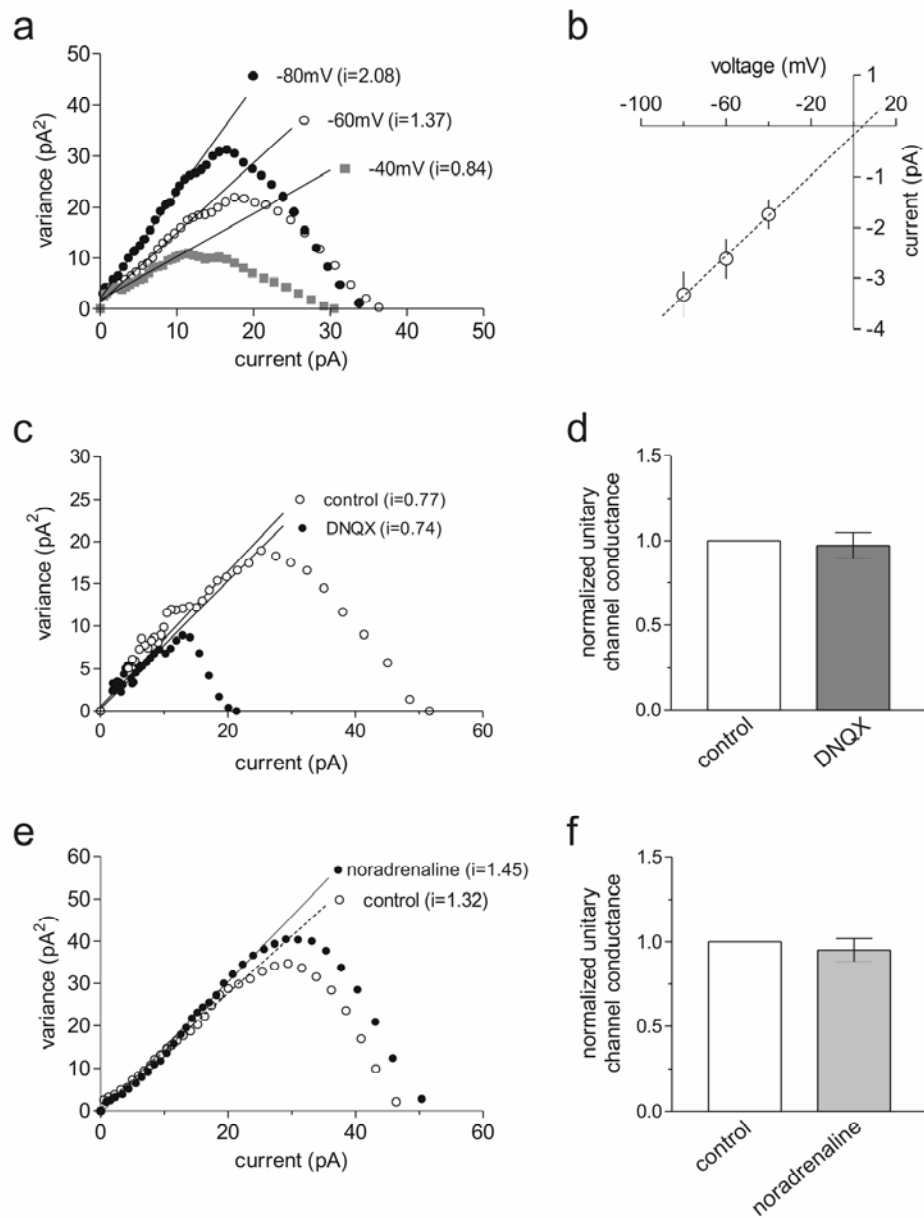 a
50
40
30
20
10
0
variance (pA²)
0 10 20 30 40 50
current (pA)
-80mV (i=2.08)
-60mV (i=1.37)
-40mV (i=0.84)
b
voltage (mV)
-100 -60 -20 20
1
-1
-2
-3
-4
current (pA)
c
30
25
20
15
10
5
0
variance (pA²)
0 20 40 60
current (pA)
control (i=0.77)
DNQX (i=0.74)
d
1.5
1.0
0.5
0.0
normalized unitary
channel conductance
control
DNQX
e
60
50
40
30
20
10
0
variance (pA²)
0 20 40 60
current (pA)
noradrenaline (i=1.45)
control (i=1.32)
f
1.5
1.0
0.5
0.0
normalized unitary
channel conductance
control
noradrenaline